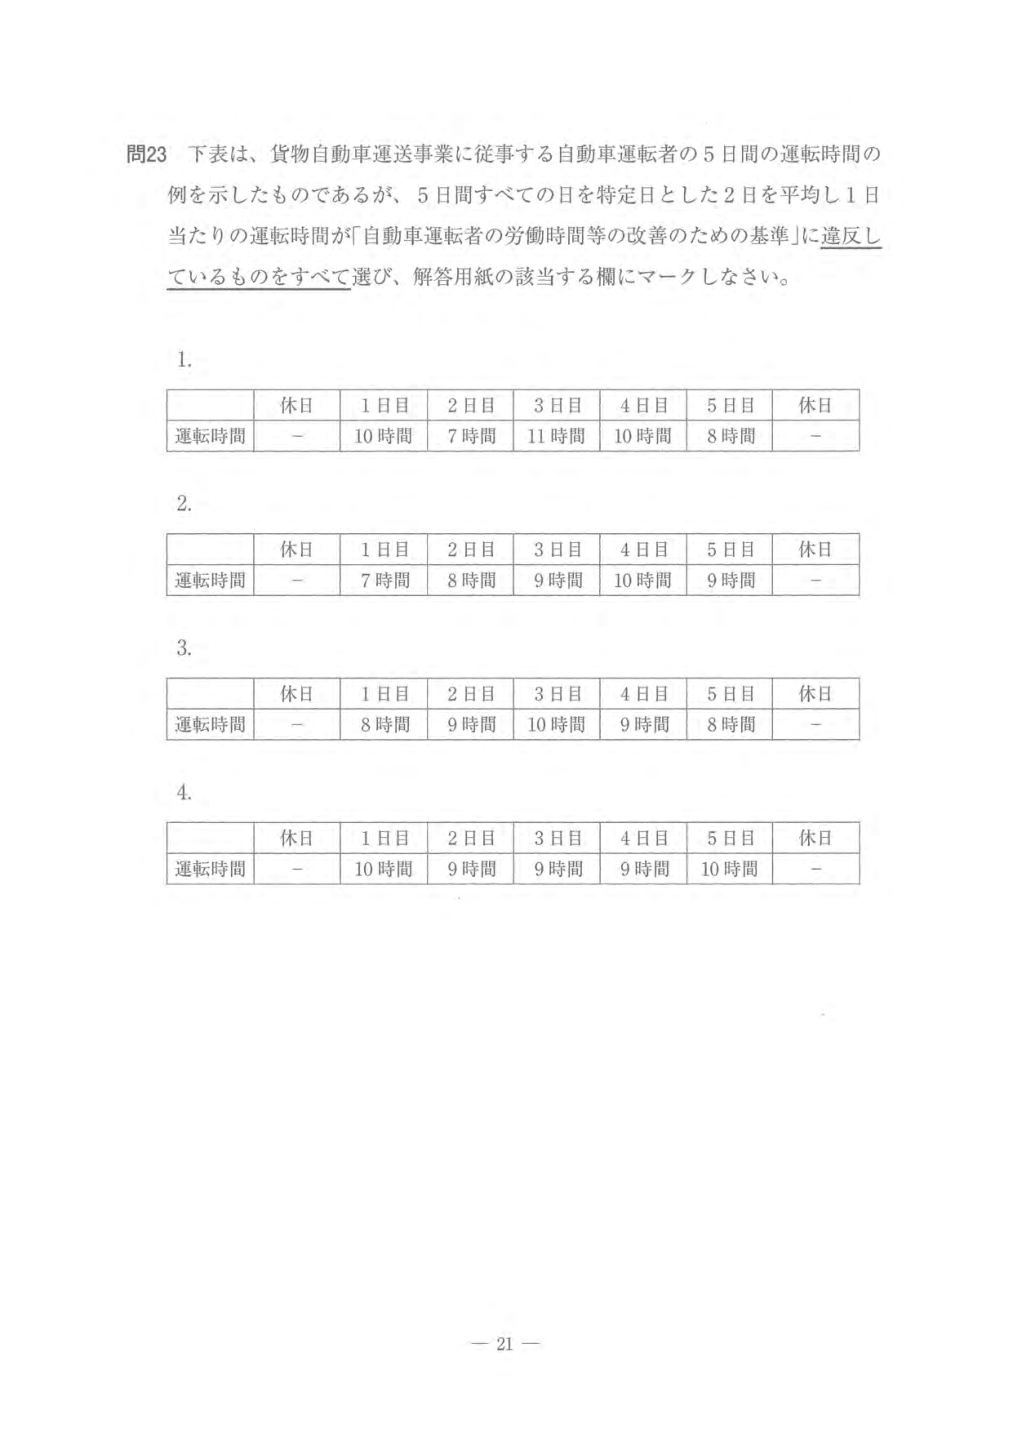 問23 下表は、貨物自動車運送事業に従事する自動車運転者の5日間の運転時間の
例を示したものであるが、5日間すべての日を特定日とした2日を平均し1日
当たりの運転時間が「自動車運転者の労働時間等の改善のための基準」に違反し
ているものをすべて選び、解答用紙の該当する欄にマークしなさい。
1.
休日 1日目 2日目 3日目 4日目 5日目 休日
運転時間 － 10時間 7時間 11時間 10時間 8時間 －
2.
休日 1日目 2日目 3日目 4日目 5日目 休日
運転時間 － 7時間 8時間 9時間 10時間 9時間 －
3.
休日 1日目 2日目 3日目 4日目 5日目 休日
運転時間 － 8時間 9時間 10時間 9時間 8時間 －
4.
休日 1日目 2日目 3日目 4日目 5日目 休日
運転時間 － 10時間 9時間 9時間 9時間 10時間 －
— 21 —